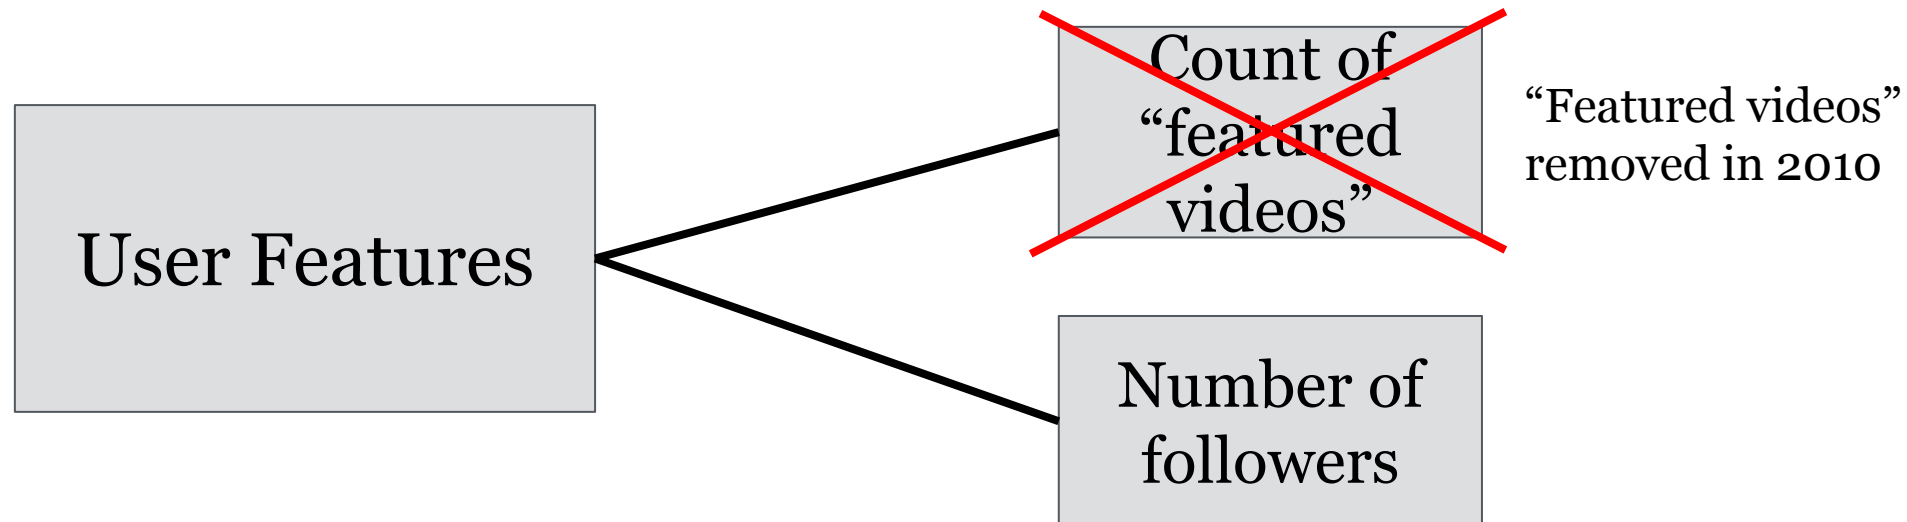 User Features
Count of
“featured
videos”
“Featured videos”
removed in 2010
Number of
followers